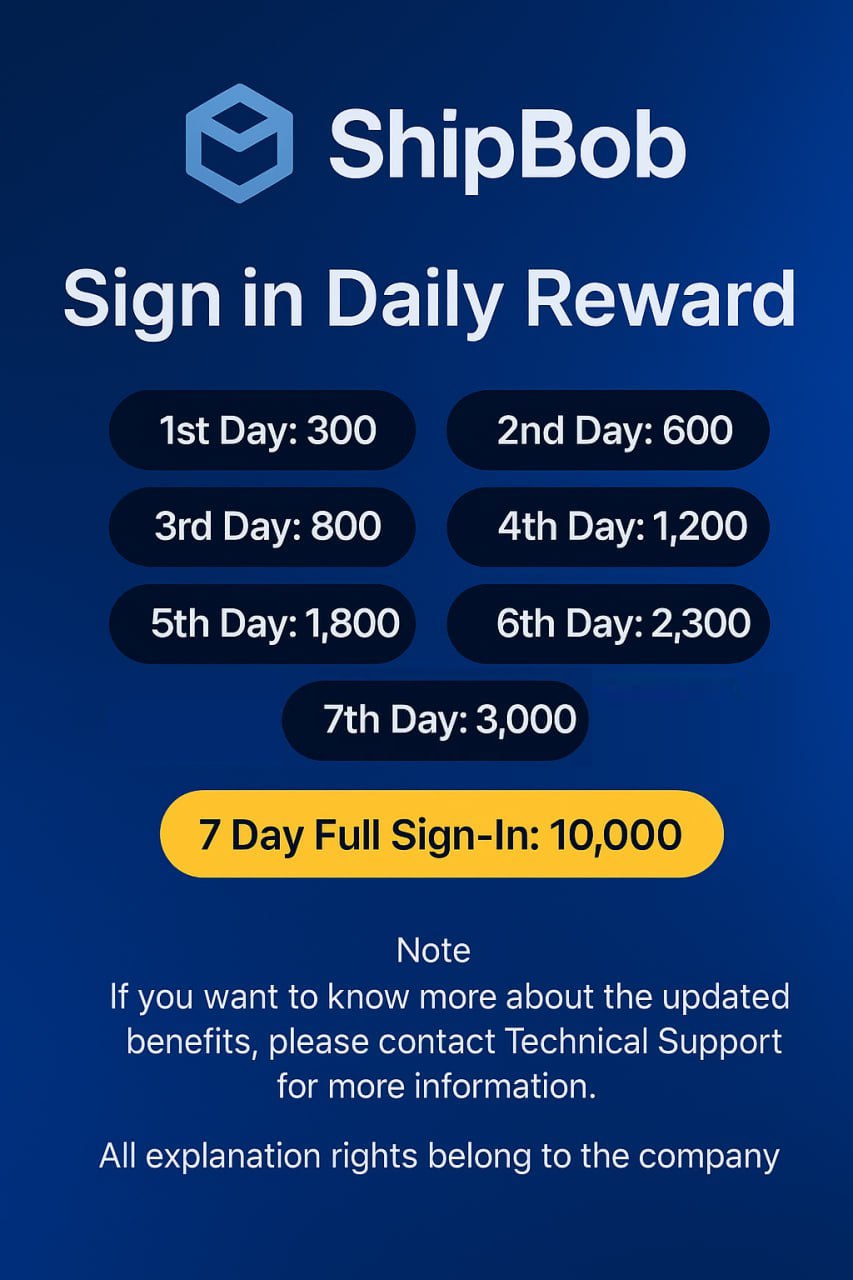 ShipBob
Sign in Daily Reward
1st Day: 300
2nd Day: 600
3rd Day: 800
4th Day: 1,200
5th Day: 1,800
6th Day: 2,300
7th Day: 3,000
7 Day Full Sign-In: 10,000
Note
If you want to know more about the updated
benefits, please contact Technical Support
for more information.
All explanation rights belong to the company